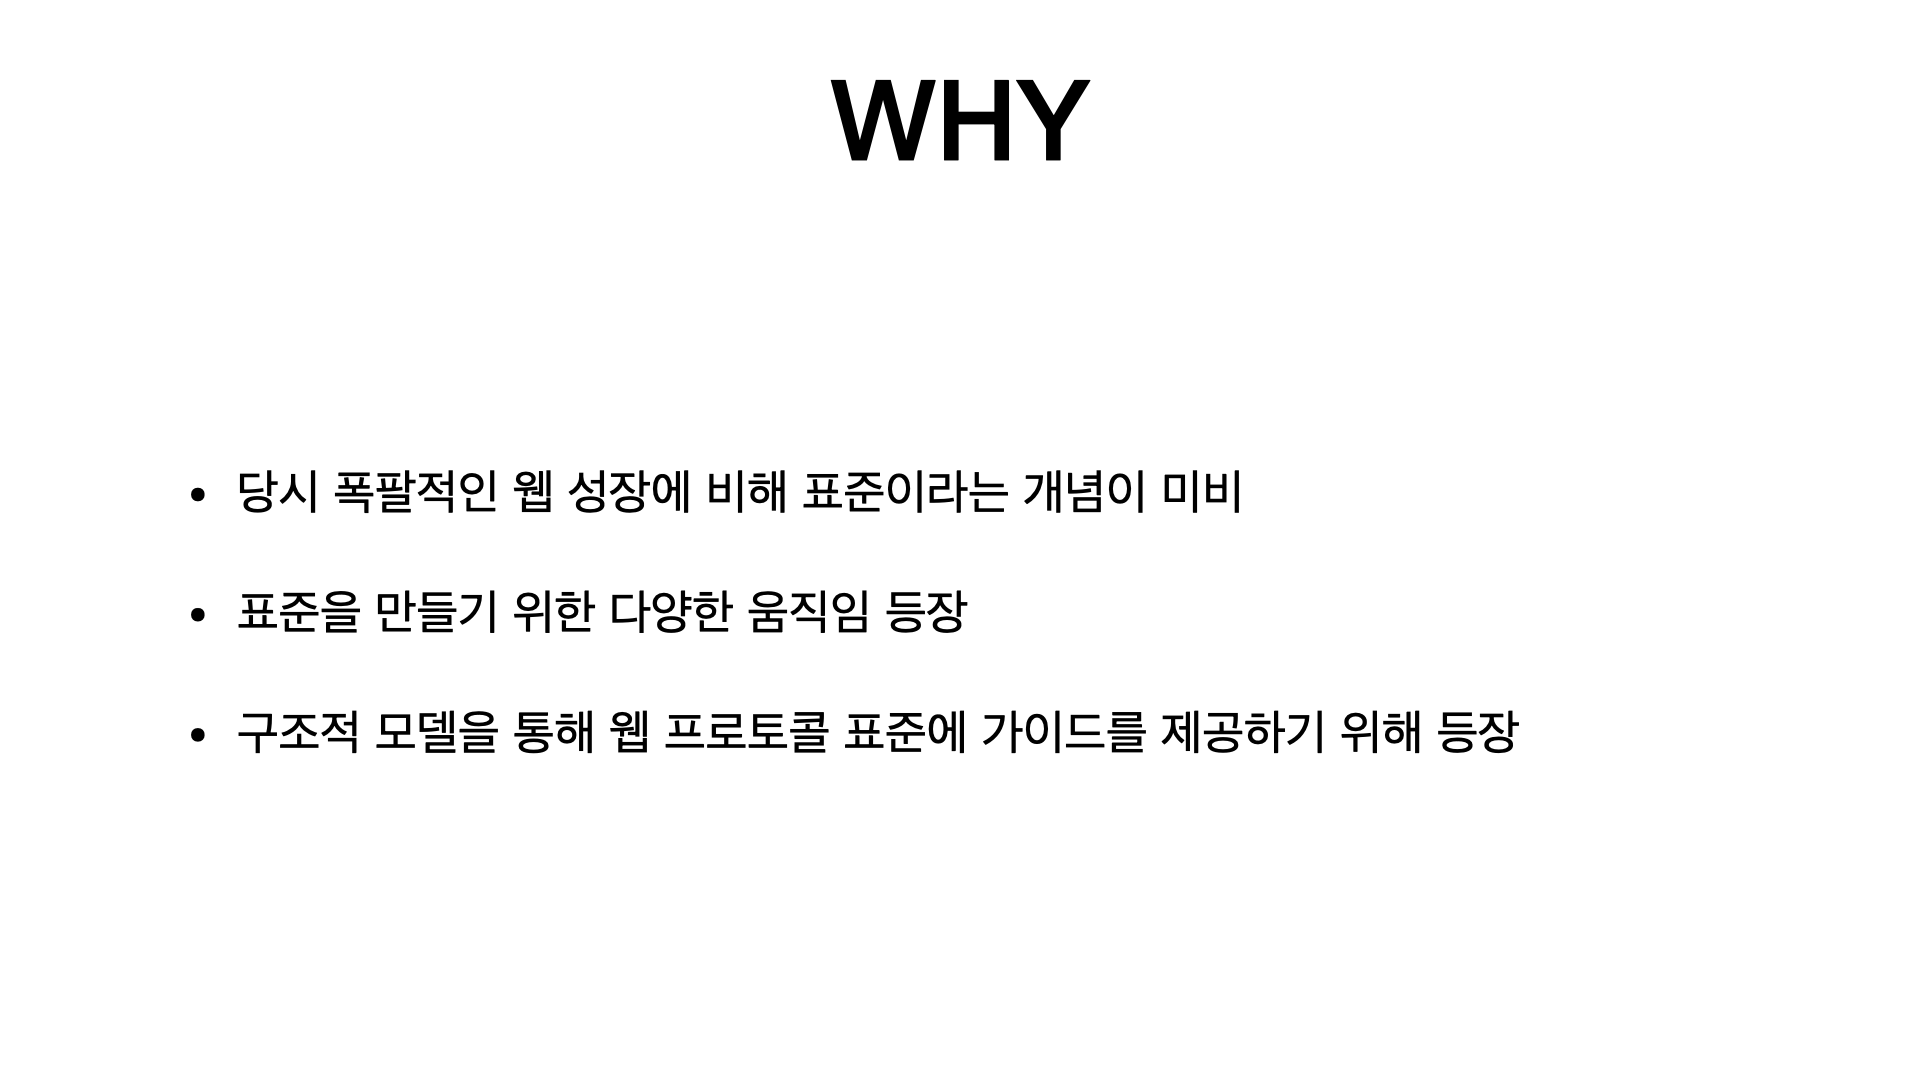 WHY
• 당시 폭팔적인 웹 성장에 비해 표준이라는 개념이 미비
• 표준을 만들기 위한 다양한 움직임 등장
• 구조적 모델을 통해 웹 프로토콜 표준에 가이드를 제공하기 위해 등장